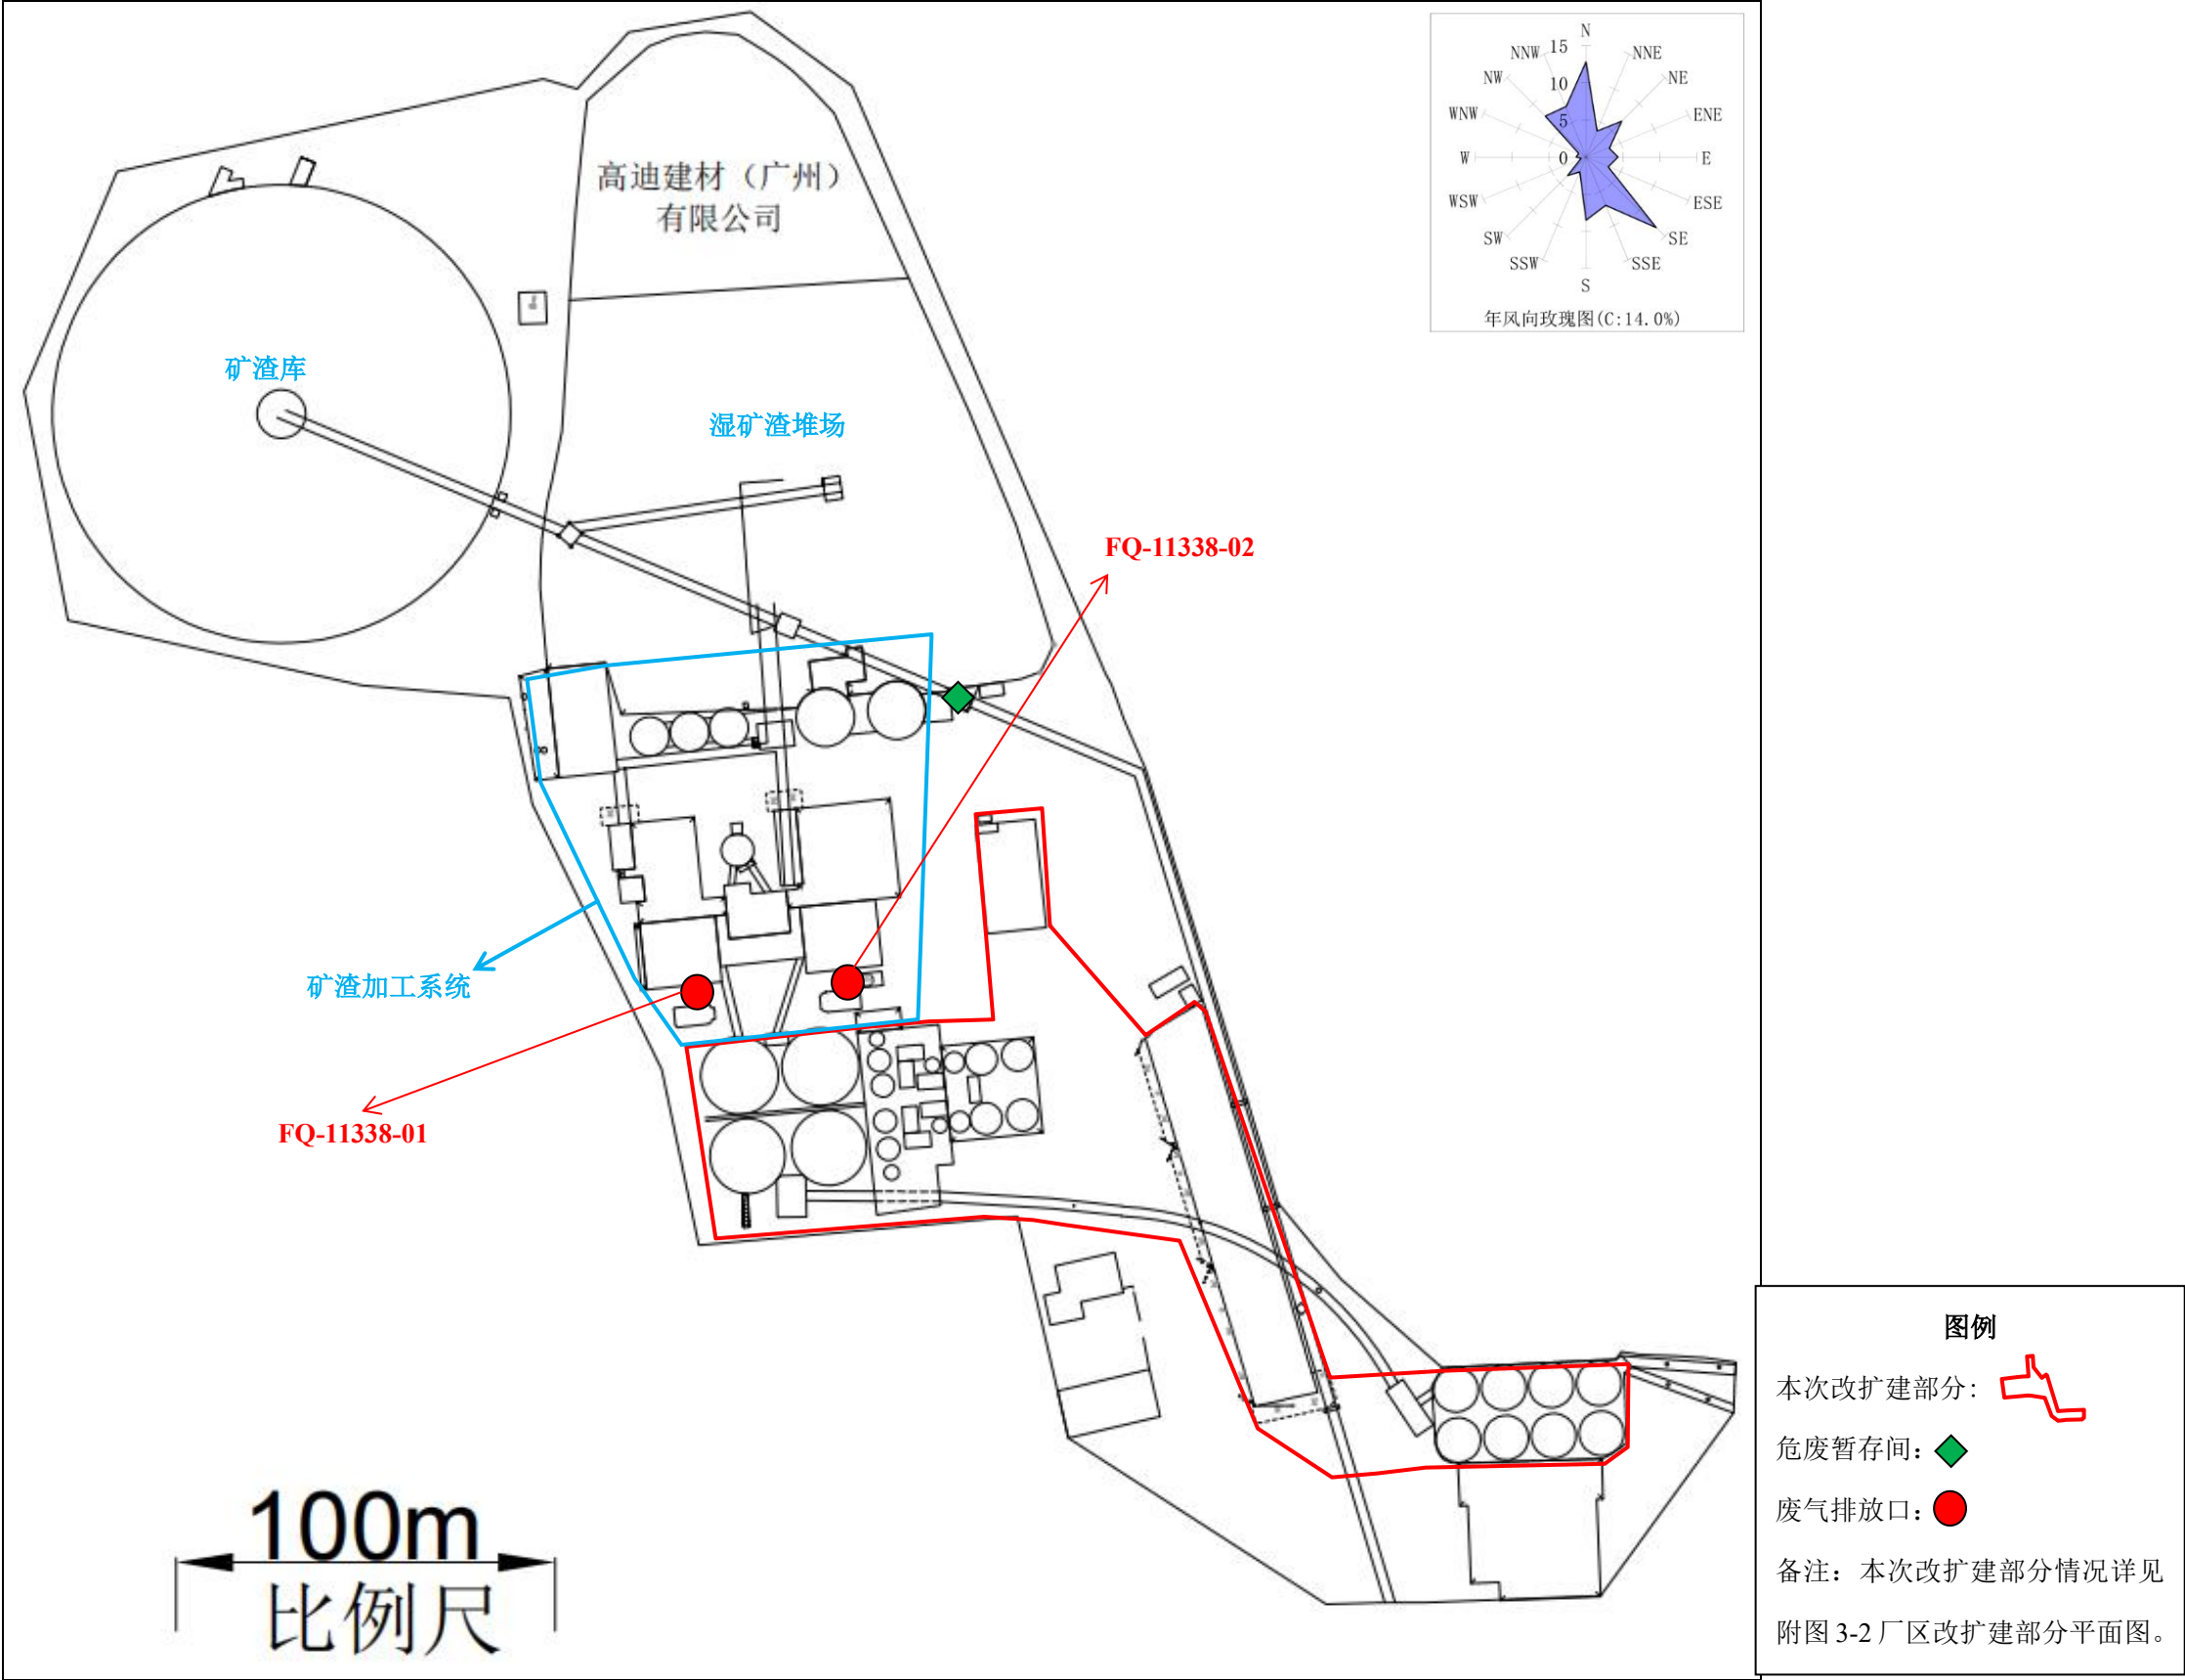 高迪建材（广州）
有限公司
N
NNE
NE
ENE
E
ESE
SE
SSE
S
SSW
SW
WSW
W
WNW
NW
NNW
15
10
5
0
年风向玫瑰图(C:14.0%)
矿渣库
湿矿渣堆场
FQ-11338-02
矿渣加工系统
FQ-11338-01
100m
比例尺
图例
本次改扩建部分：
危废暂存间：
废气排放口：
备注：本次改扩建部分情况详见
附图 3-2 厂区改扩建部分平面图。